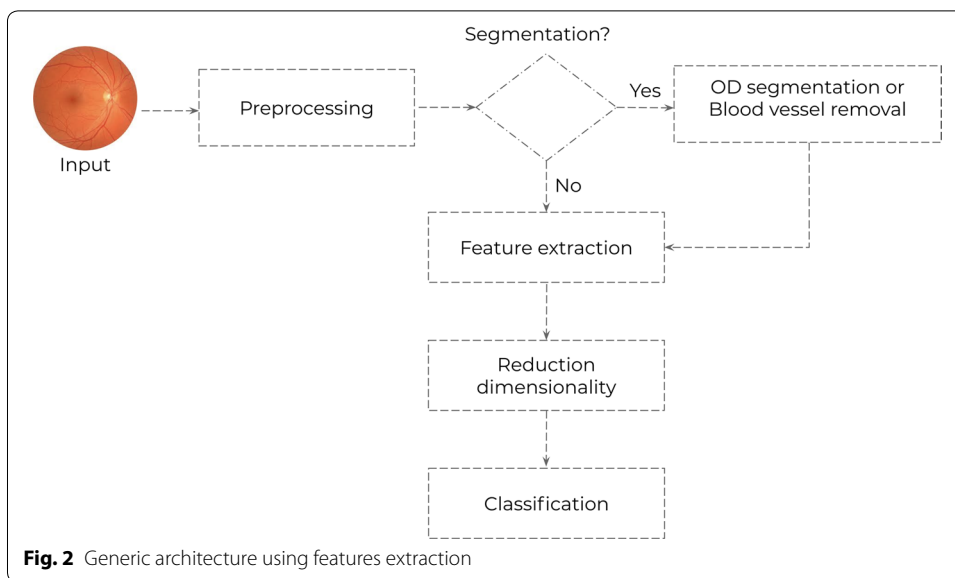 Segmentation?
Input
Preprocessing
Yes
OD segmentation or
Blood vessel removal
No
Feature extraction
Reduction
dimensionality
Classification
Fig. 2 Generic architecture using features extraction